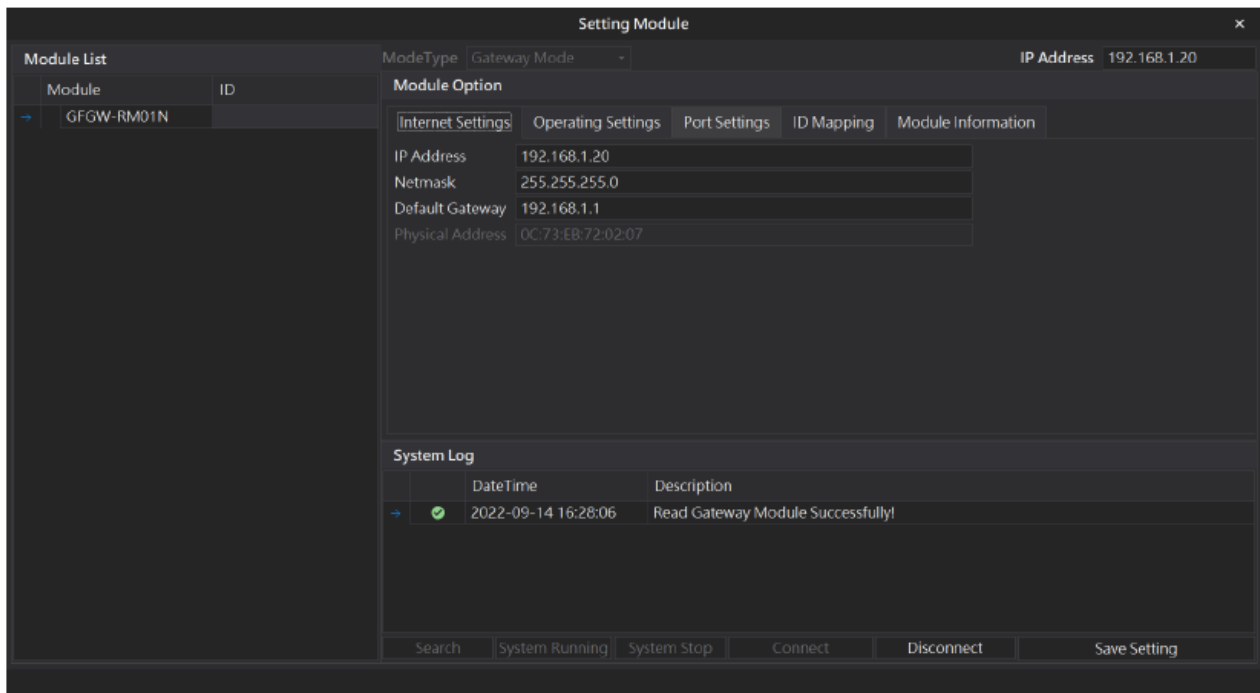 Setting Module ×
Module List
ModeType Gateway Mode IP Address 192.168.1.20
Module ID
GFGW-RM01N
Module Option
Internet Settings Operating Settings Port Settings ID Mapping Module Information
IP Address 192.168.1.20
Netmask 255.255.255.0
Default Gateway 192.168.1.1
Physical Address 0C:73:EB:72:02:07
System Log
DateTime Description
2022-09-14 16:28:06 Read Gateway Module Successfully!
Search System Running System Stop Connect Disconnect Save Setting